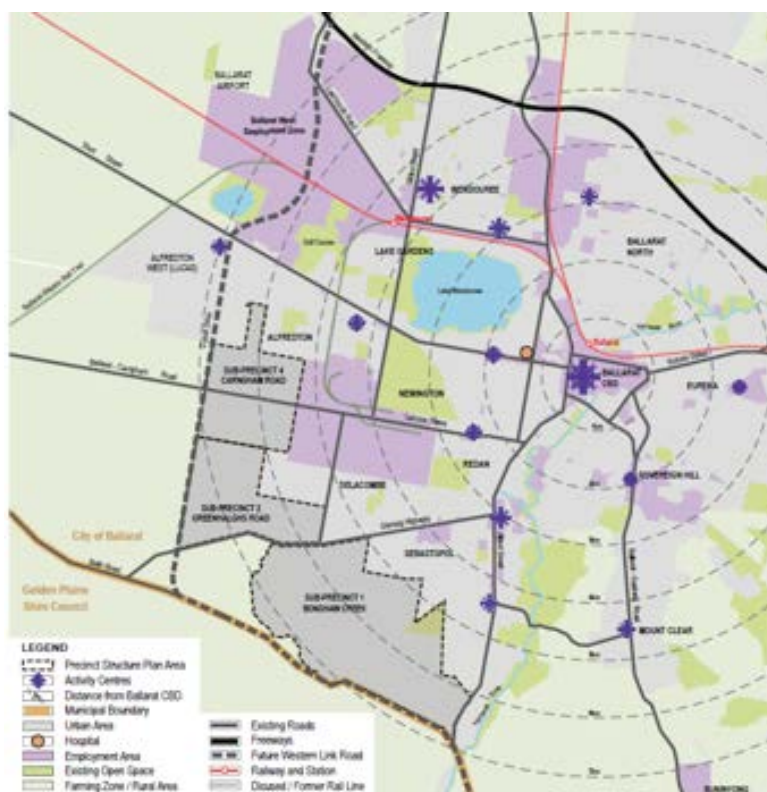 BALLARAT
AIRPORT
Ballarat West
Employment Zone
WENDOUREE
BALLARAT
NORTH
LAKE GARDENS
Golf Course
Lake Wendouree
ALFREDTON
WEST (LUCAS)
ALFREDTON
SUB-PRECINCT 4
CARNGHAM ROAD
NEWINGTON
BALLARAT
CBD
EUREKA
REDAN
DELACOMBE
SOVEREIGN HILL
SUB-PRECINCT 2
GREENHALGHS ROAD
City of Ballarat
Glenelg Highway
SEBASTOPOL
Golden Plains
Shire Council
SUB-PRECINCT 1
BONSHAW CREEK
MOUNT CLEAR
LEGEND
Precinct Structure Plan Area
Activity Centres
Distance from Ballarat CBD
Municipal Boundary
Urban Area
Hospital
Employment Area
Existing Open Space
Farming Zone / Rural Area
Existing Roads
Freeways
Future Western Link Road
Railway and Station
Disused / Former Rail Line
BUNINYONG